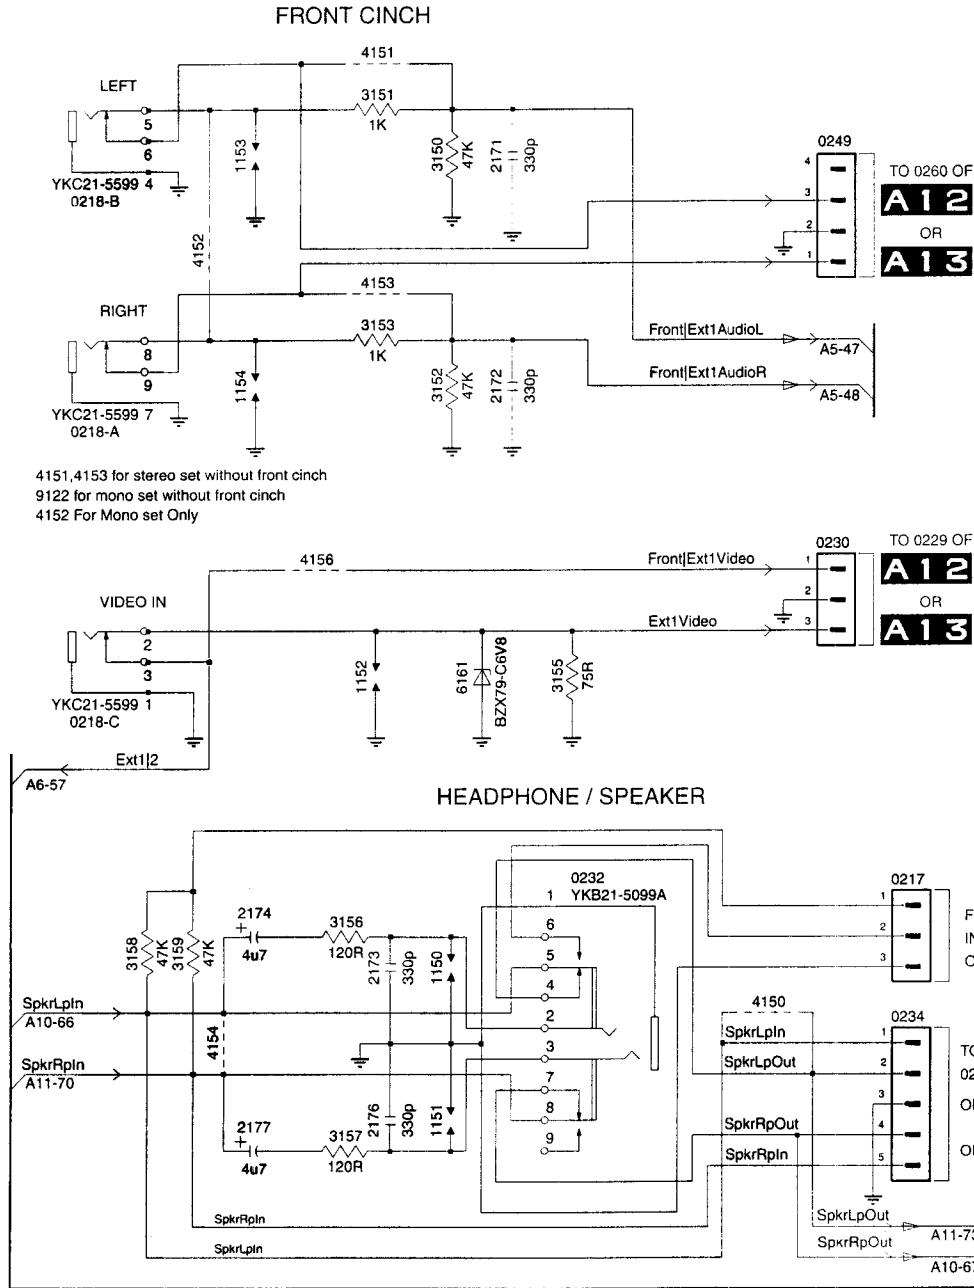 FRONT CINCH
4151
LEFT
3151
1K
5
6
YKC21-5599 4
0218-B
1153
3150
47K
2171
330p
0249
4
3
2
1
TO 0260 OF
A12
OR
A13
4152
4153
RIGHT
3153
1K
8
9
YKC21-5599 7
0218-A
1154
3152
47K
2172
330p
Front|Ext1AudioL
A5-47
Front|Ext1AudioR
A5-48
4151,4153 for stereo set without front cinch
9122 for mono set without front cinch
4152 For Mono set Only
4156
Front|Ext1Video
0230
1
2
3
TO 0229 OF
A12
OR
A13
VIDEO IN
Ext1Video
2
3
YKC21-5599 1
0218-C
1152
6161
BZX79-C6V8
3155
75R
Ext1|2
A6-57
HEADPHONE / SPEAKER
0232
YKB21-5099A
1
6
5
4
2
3
7
8
9
0217
1
2
3
3158
47K
3159
47K
2174
+
4u7
3156
120R
2173
330p
1150
SpkrLpIn
A10-66
4154
SpkrRpIn
A11-70
2177
+
4u7
3157
120R
2176
330p
1151
4150
0234
SpkrLpIn
1
SpkrLpOut
2
3
SpkrRpOut
4
SpkrRpIn
5
SpkrRpIn
SpkrLpIn
SpkrLpOut
A11-73
SpkrRpOut
A10-6